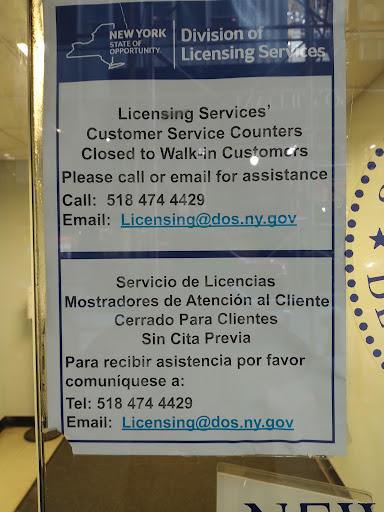 NEW YORK
STATE OF
OPPORTUNITY.
Division of
Licensing Services
Licensing Services'
Customer Service Counters
Closed to Walk-in Customers
Please call or email for assistance
Call: 518 474 4429
Email: Licensing@dos.ny.gov
Servicio de Licencias
Mostradores de Atención al Cliente
Cerrado Para Clientes
Sin Cita Previa
Para recibir asistencia por favor
comuníquese a:
Tel: 518 474 4429
Email: Licensing@dos.ny.gov